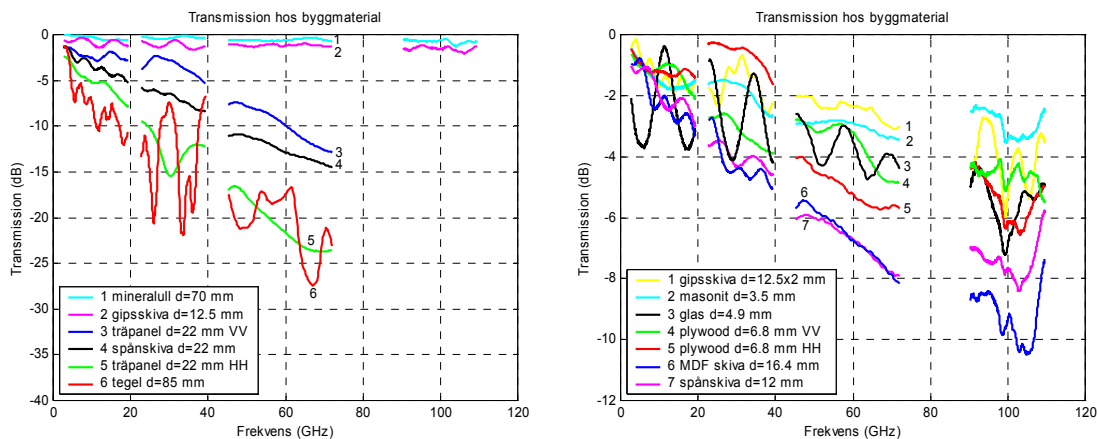 Transmission hos byggmaterial
0
-5
-10
-15
-20
-25
-30
-35
-40
Transmission (dB)
1
2
3
4
5
6
1 mineralull d=70 mm
2 gipsskiva d=12.5 mm
3 träpanel d=22 mm VV
4 spånskiva d=22 mm
5 träpanel d=22 mm HH
6 tegel d=85 mm
0 20 40 60 80 100 120
Frekvens (GHz)
Transmission hos byggmaterial
0
-2
-4
-6
-8
-10
-12
Transmission (dB)
1
2
3
4
5
6
7
1 gipsskiva d=12.5x2 mm
2 masonit d=3.5 mm
3 glas d=4.9 mm
4 plywood d=6.8 mm VV
5 plywood d=6.8 mm HH
6 MDF skiva d=16.4 mm
7 spånskiva d=12 mm
0 20 40 60 80 100 120
Frekvens (GHz)